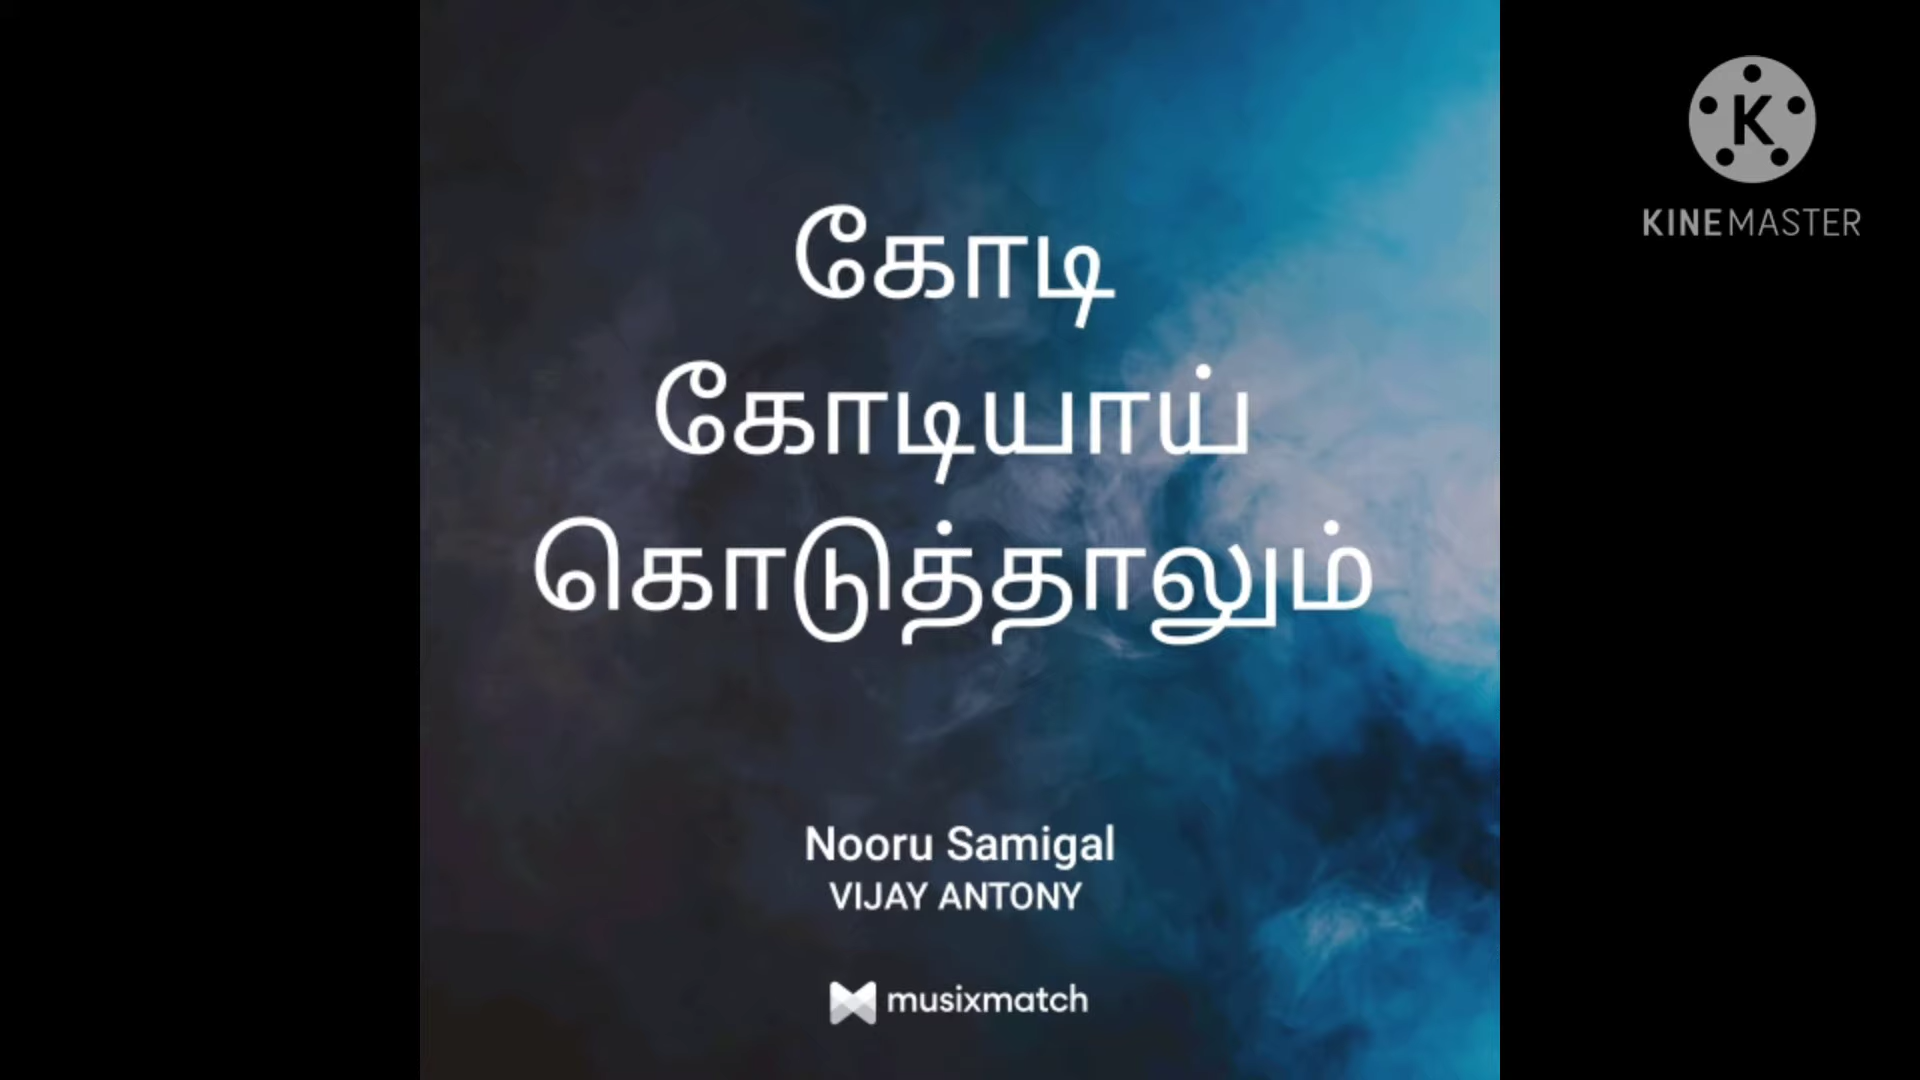 கோடி
கோடியாய்
கொடுத்தாலும்
Nooru Samigal
VIJAY ANTONY
musixmatch
K
KINEMASTER